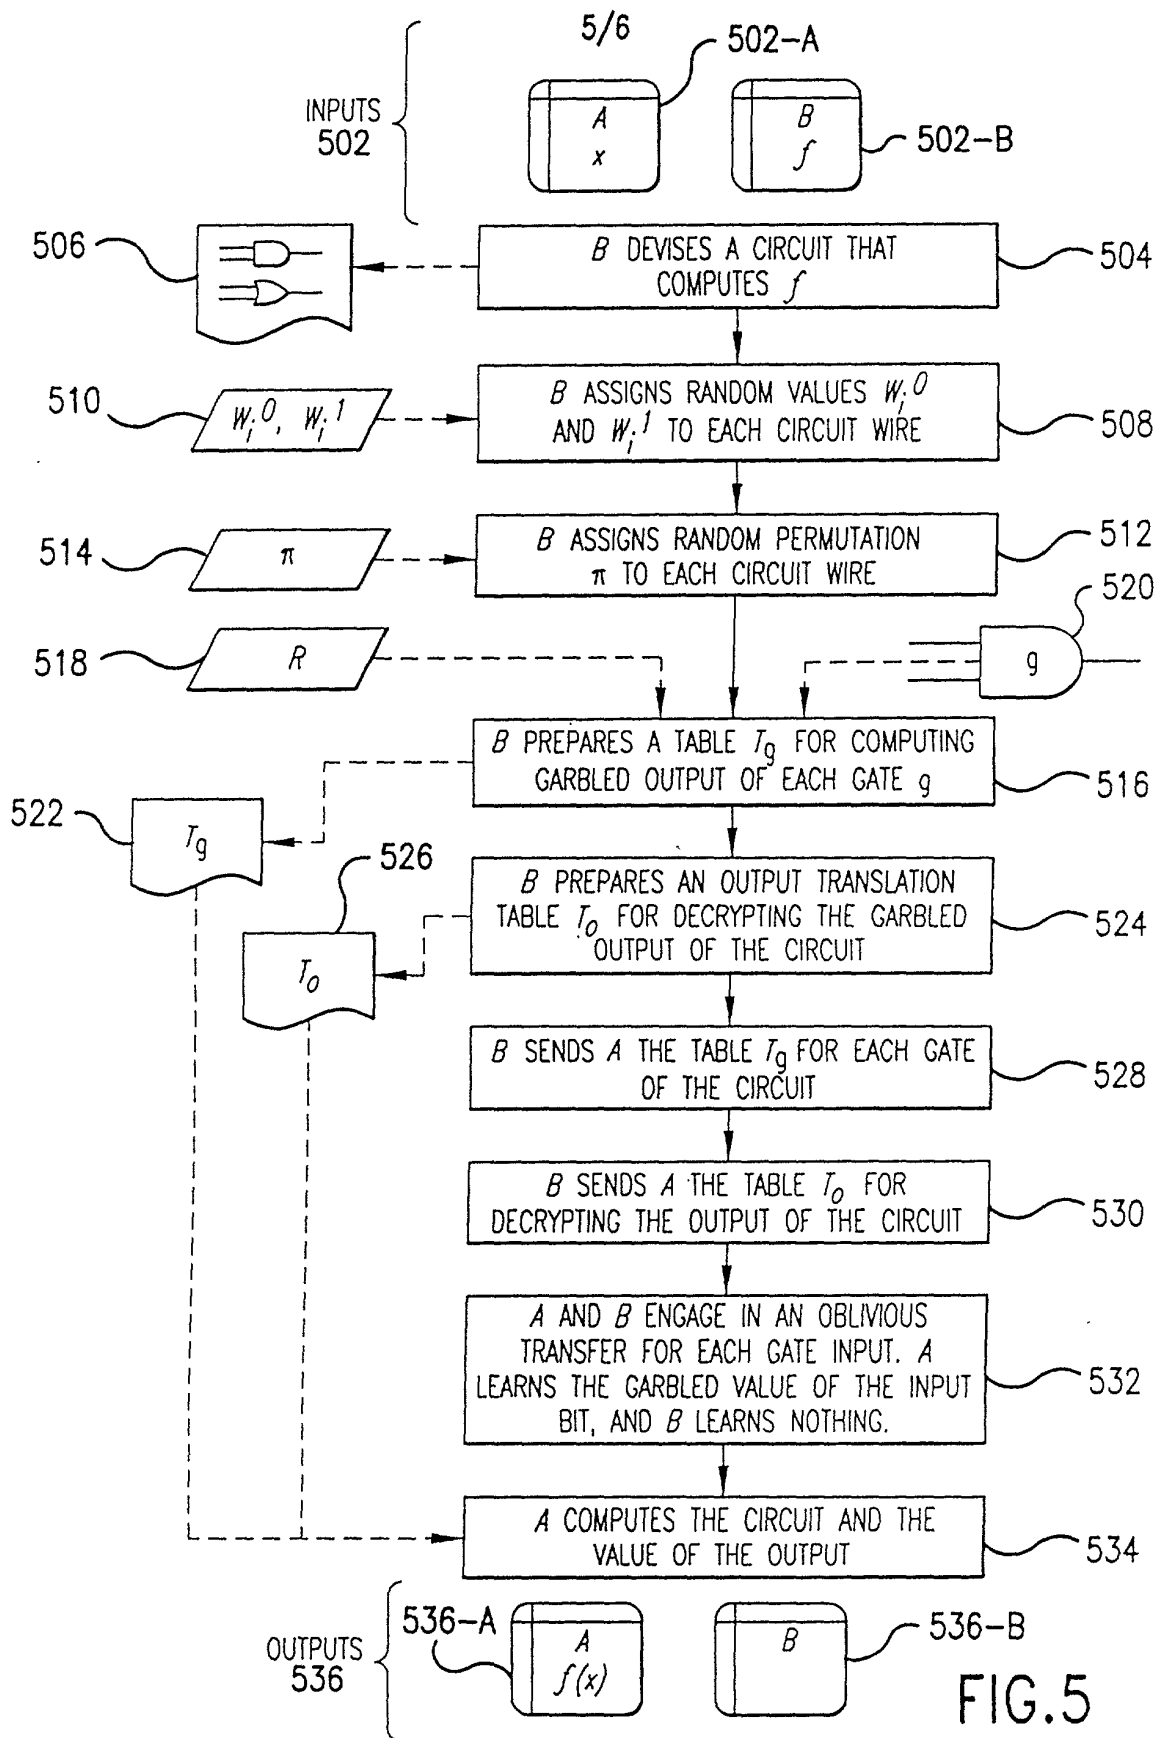 5/6
502-A
INPUTS
502
A
x
B
f
502-B
506
B DEVISES A CIRCUIT THAT
COMPUTES f
504
510
W_i^0, W_i^1
B ASSIGNS RANDOM VALUES W_i^0
AND W_i^1 TO EACH CIRCUIT WIRE
508
514
π
B ASSIGNS RANDOM PERMUTATION
π TO EACH CIRCUIT WIRE
512
520
518
R
g
B PREPARES A TABLE T_g FOR COMPUTING
GARBLED OUTPUT OF EACH GATE g
516
522
T_g
526
B PREPARES AN OUTPUT TRANSLATION
TABLE T_o FOR DECRYPTING THE GARBLED
OUTPUT OF THE CIRCUIT
524
T_o
B SENDS A THE TABLE T_g FOR EACH GATE
OF THE CIRCUIT
528
B SENDS A THE TABLE T_o FOR
DECRYPTING THE OUTPUT OF THE CIRCUIT
530
A AND B ENGAGE IN AN OBLIVIOUS
TRANSFER FOR EACH GATE INPUT. A
LEARNS THE GARBLED VALUE OF THE INPUT
BIT, AND B LEARNS NOTHING.
532
A COMPUTES THE CIRCUIT AND THE
VALUE OF THE OUTPUT
534
OUTPUTS
536
536-A
A
f(x)
B
536-B
FIG.5